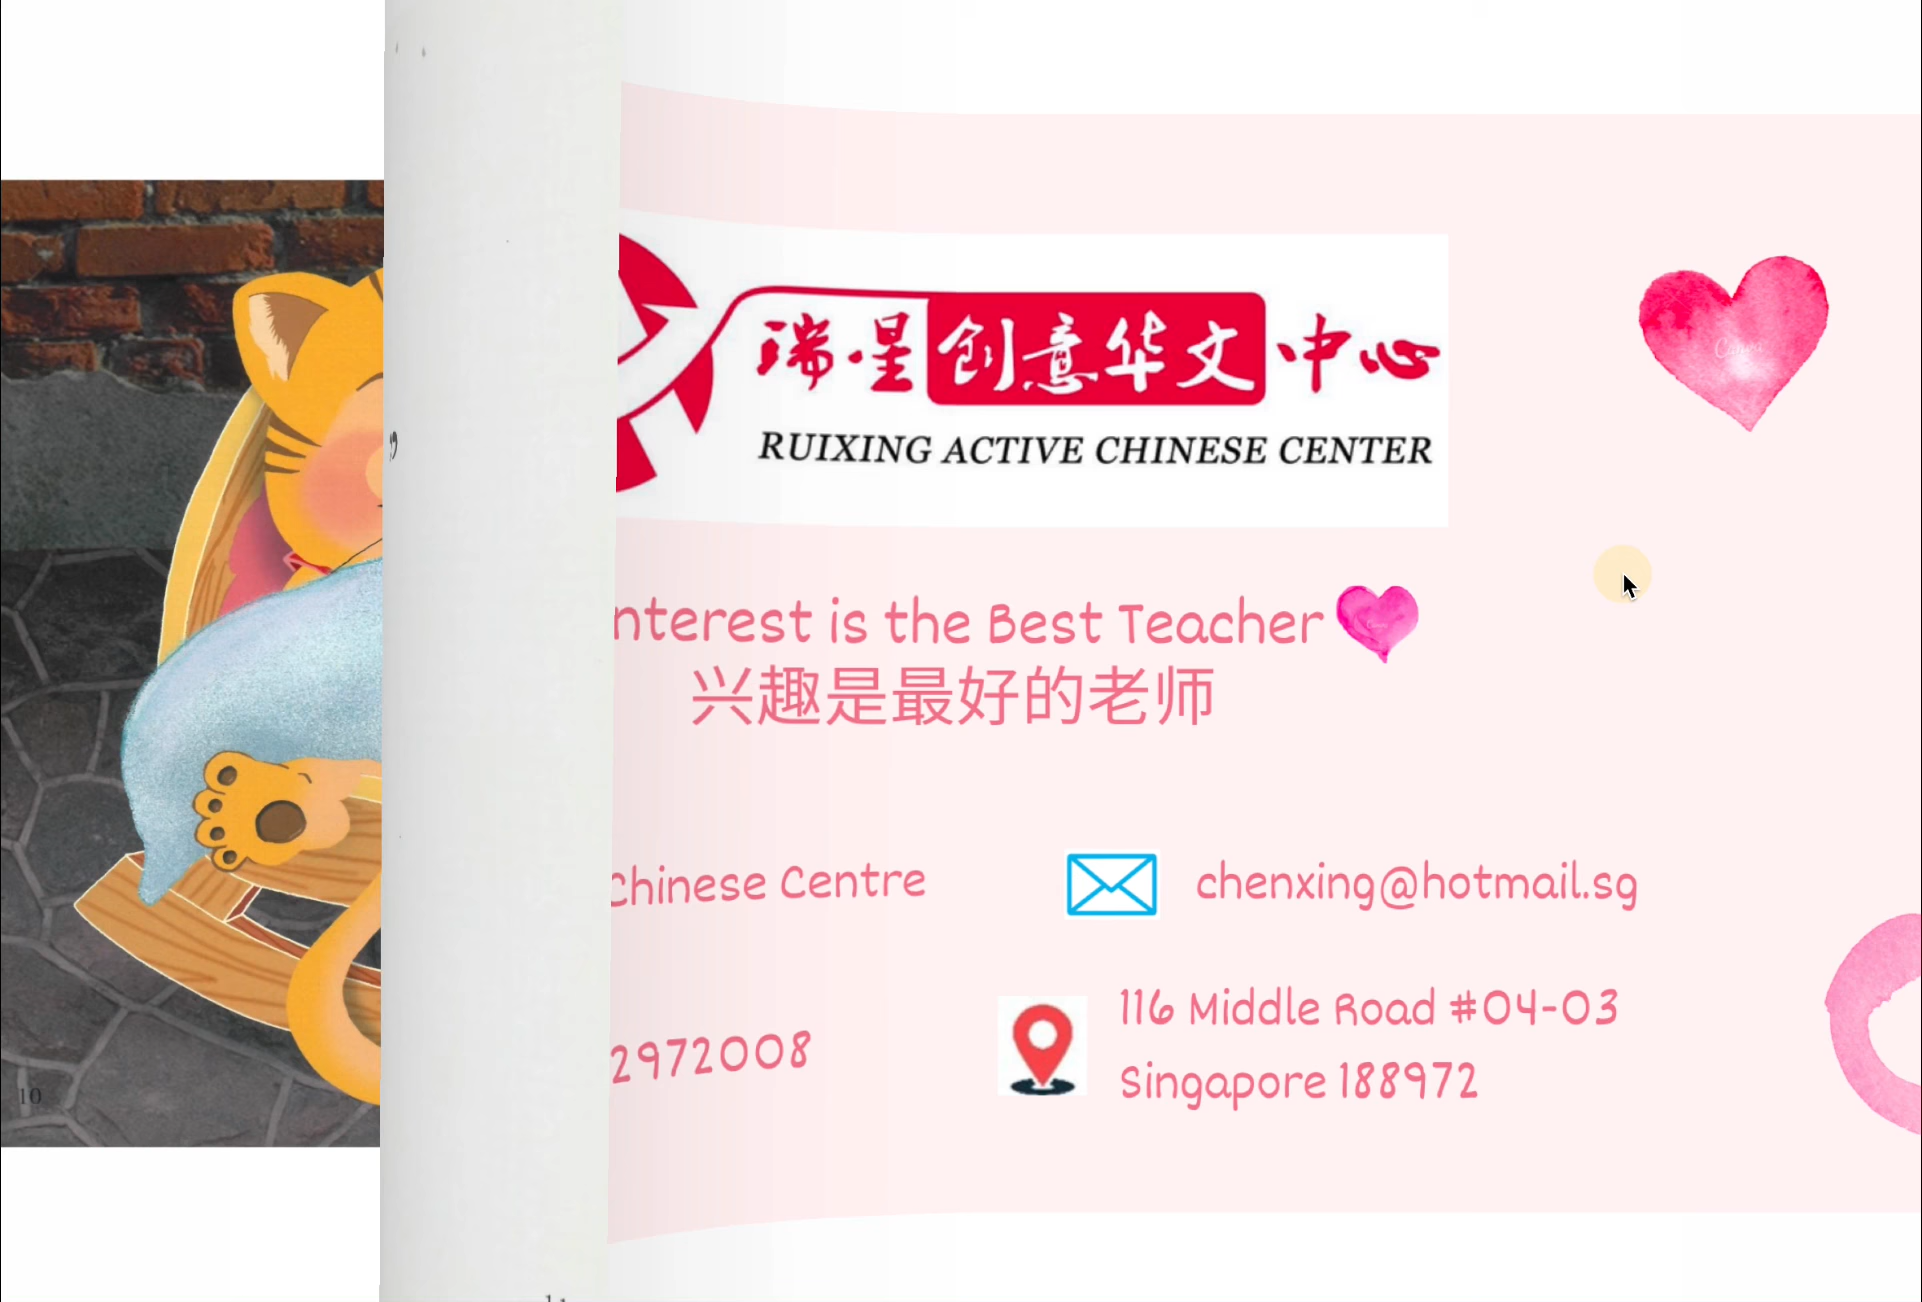 10
瑞星创意华文中心
RUIXING ACTIVE CHINESE CENTER
nterest is the Best Teacher
兴趣是最好的老师
Chinese Centre
chenxing@hotmail.sg
2972008
116 Middle Road #04-03
Singapore 188972